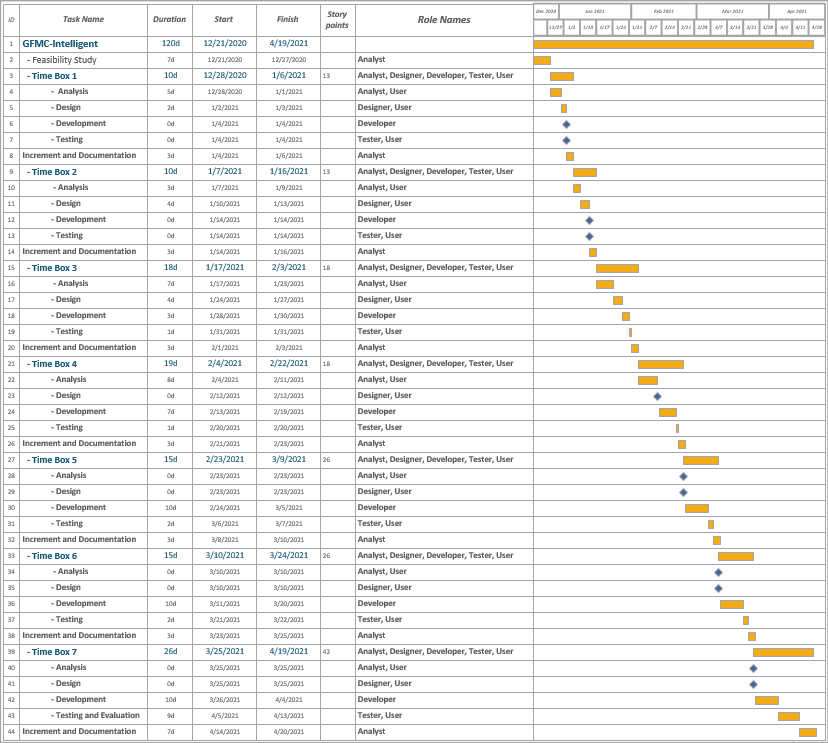 ID Task Name Duration Start Finish Story points Role Names Dec 2020 Jan 2021 Feb 2021 Mar 2021 Apr 2021
12/27 1/3 1/10 1/17 1/24 1/31 2/7 2/14 2/21 2/28 3/7 3/14 3/21 3/28 4/4 4/11 4/18
1 GFMC-Intelligent 120d 12/21/2020 4/19/2021
2 - Feasibility Study 7d 12/21/2020 12/27/2020 Analyst
3 - Time Box 1 10d 12/28/2020 1/6/2021 13 Analyst, Designer, Developer, Tester, User
4 - Analysis 5d 12/28/2020 1/1/2021 Analyst, User
5 - Design 2d 1/2/2021 1/3/2021 Designer, User
6 - Development 0d 1/4/2021 1/4/2021 Developer
7 - Testing 0d 1/4/2021 1/4/2021 Tester, User
8 Increment and Documentation 3d 1/4/2021 1/6/2021 Analyst
9 - Time Box 2 10d 1/7/2021 1/16/2021 13 Analyst, Designer, Developer, Tester, User
10 - Analysis 3d 1/7/2021 1/9/2021 Analyst, User
11 - Design 4d 1/10/2021 1/13/2021 Designer, User
12 - Development 0d 1/14/2021 1/14/2021 Developer
13 - Testing 0d 1/14/2021 1/14/2021 Tester, User
14 Increment and Documentation 3d 1/14/2021 1/16/2021 Analyst
15 - Time Box 3 18d 1/17/2021 2/3/2021 18 Analyst, Designer, Developer, Tester, User
16 - Analysis 7d 1/17/2021 1/23/2021 Analyst, User
17 - Design 4d 1/24/2021 1/27/2021 Designer, User
18 - Development 3d 1/28/2021 1/30/2021 Developer
19 - Testing 1d 1/31/2021 1/31/2021 Tester, User
20 Increment and Documentation 3d 2/1/2021 2/3/2021 Analyst
21 - Time Box 4 19d 2/4/2021 2/22/2021 18 Analyst, Designer, Developer, Tester, User
22 - Analysis 8d 2/4/2021 2/11/2021 Analyst, User
23 - Design 0d 2/12/2021 2/12/2021 Designer, User
24 - Development 7d 2/13/2021 2/19/2021 Developer
25 - Testing 1d 2/20/2021 2/20/2021 Tester, User
26 Increment and Documentation 3d 2/21/2021 2/23/2021 Analyst
27 - Time Box 5 15d 2/23/2021 3/9/2021 26 Analyst, Designer, Developer, Tester, User
28 - Analysis 0d 2/23/2021 2/23/2021 Analyst, User
29 - Design 0d 2/23/2021 2/23/2021 Designer, User
30 - Development 10d 2/24/2021 3/5/2021 Developer
31 - Testing 2d 3/6/2021 3/7/2021 Tester, User
32 Increment and Documentation 3d 3/8/2021 3/10/2021 Analyst
33 - Time Box 6 15d 3/10/2021 3/24/2021 26 Analyst, Designer, Developer, Tester, User
34 - Analysis 0d 3/10/2021 3/10/2021 Analyst, User
35 - Design 0d 3/10/2021 3/10/2021 Designer, User
36 - Development 10d 3/11/2021 3/20/2021 Developer
37 - Testing 2d 3/21/2021 3/22/2021 Tester, User
38 Increment and Documentation 3d 3/23/2021 3/25/2021 Analyst
39 - Time Box 7 26d 3/25/2021 4/19/2021 42 Analyst, Designer, Developer, Tester, User
40 - Analysis 0d 3/25/2021 3/25/2021 Analyst, User
41 - Design 0d 3/25/2021 3/25/2021 Designer, User
42 - Development 10d 3/26/2021 4/4/2021 Developer
43 - Testing and Evaluation 9d 4/5/2021 4/13/2021 Tester, User
44 Increment and Documentation 7d 4/14/2021 4/20/2021 Analyst